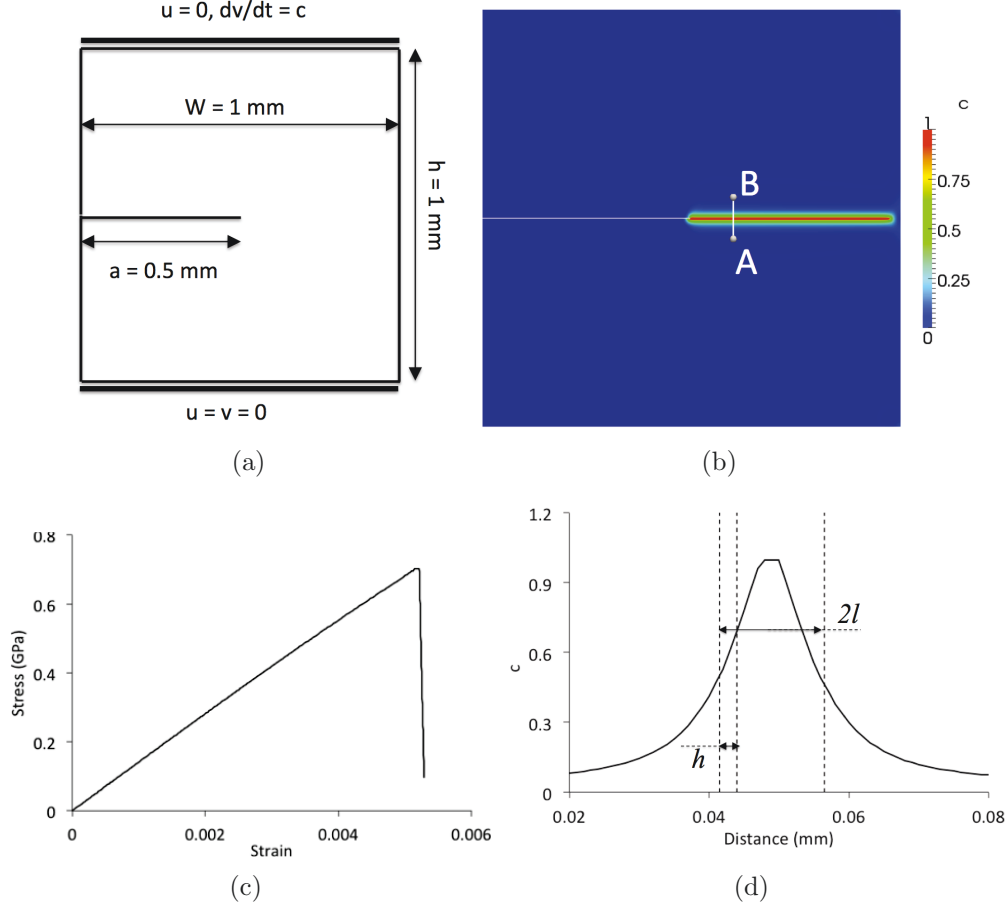 u = 0, dv/dt = c
W = 1 mm
h = 1 mm
a = 0.5 mm
u = v = 0
(a)
B
A
c
1
0.75
0.5
0.25
0
(b)
0.8
0.6
0.4
0.2
0
Stress (GPa)
0
0.002
0.004
0.006
Strain
(c)
1.2
0.9
0.6
0.3
0
c
2l
h
0.02
0.04
0.06
0.08
Distance (mm)
(d)